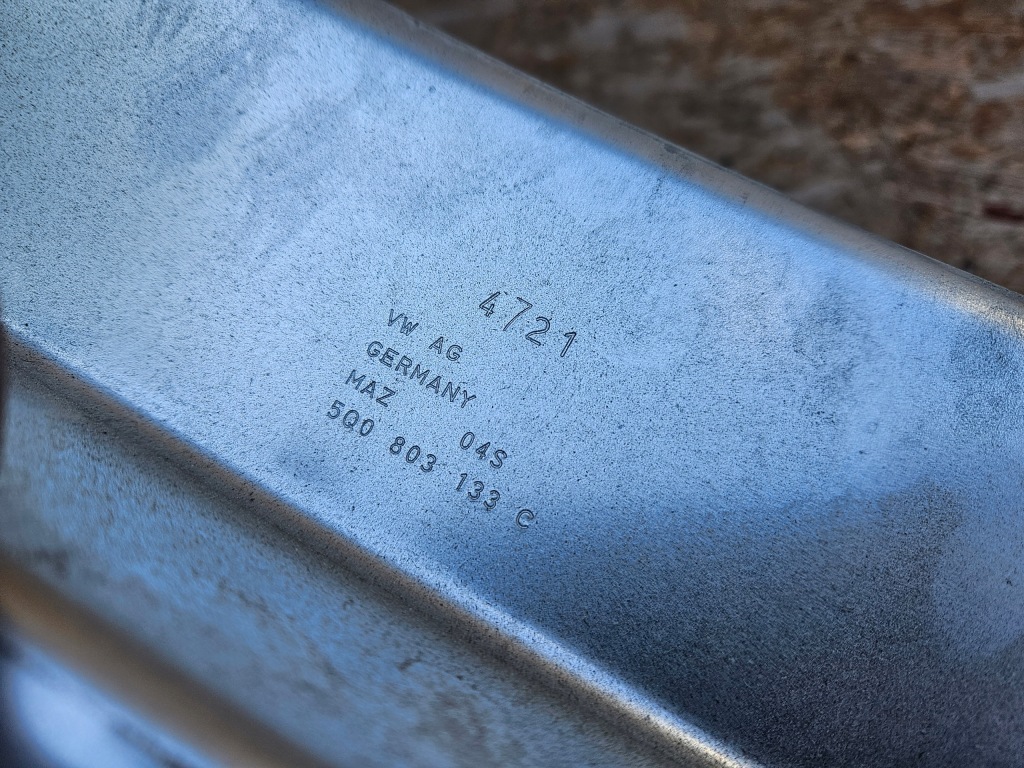 4721
VW AG
GERMANY
MAZ 04S
5Q0 803 133 C